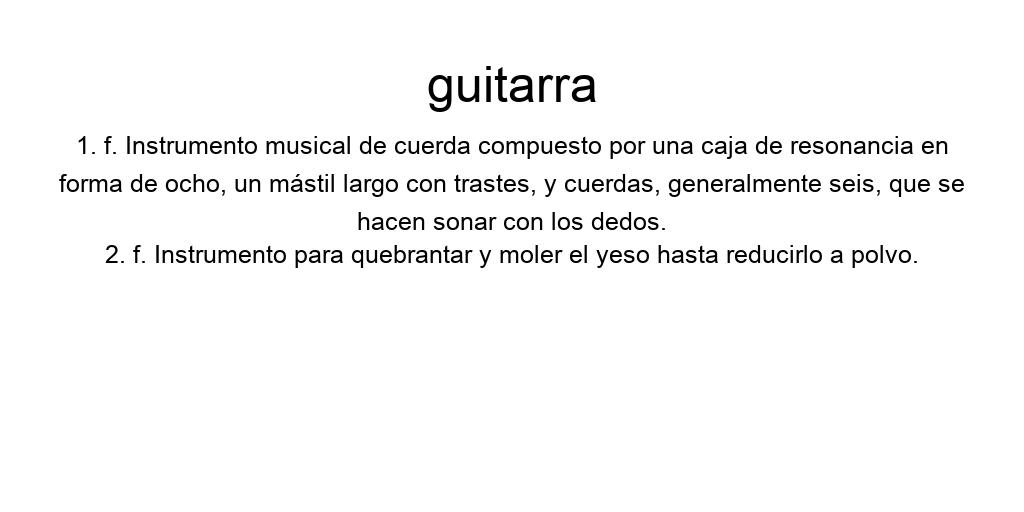 guitarra
1. f. Instrumento musical de cuerda compuesto por una caja de resonancia en
forma de ocho, un mástil largo con trastes, y cuerdas, generalmente seis, que se
hacen sonar con los dedos.
2. f. Instrumento para quebrantar y moler el yeso hasta reducirlo a polvo.